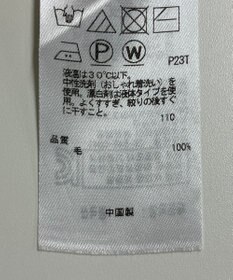 P23T
液温は30℃以下。
中性洗剤(おしゃれ着洗い)を
使用。漂白剤は液体タイプを使
用。よくすすぎ、絞りの後すぐ
に干すこと。
110
品質
毛 100%
中国製